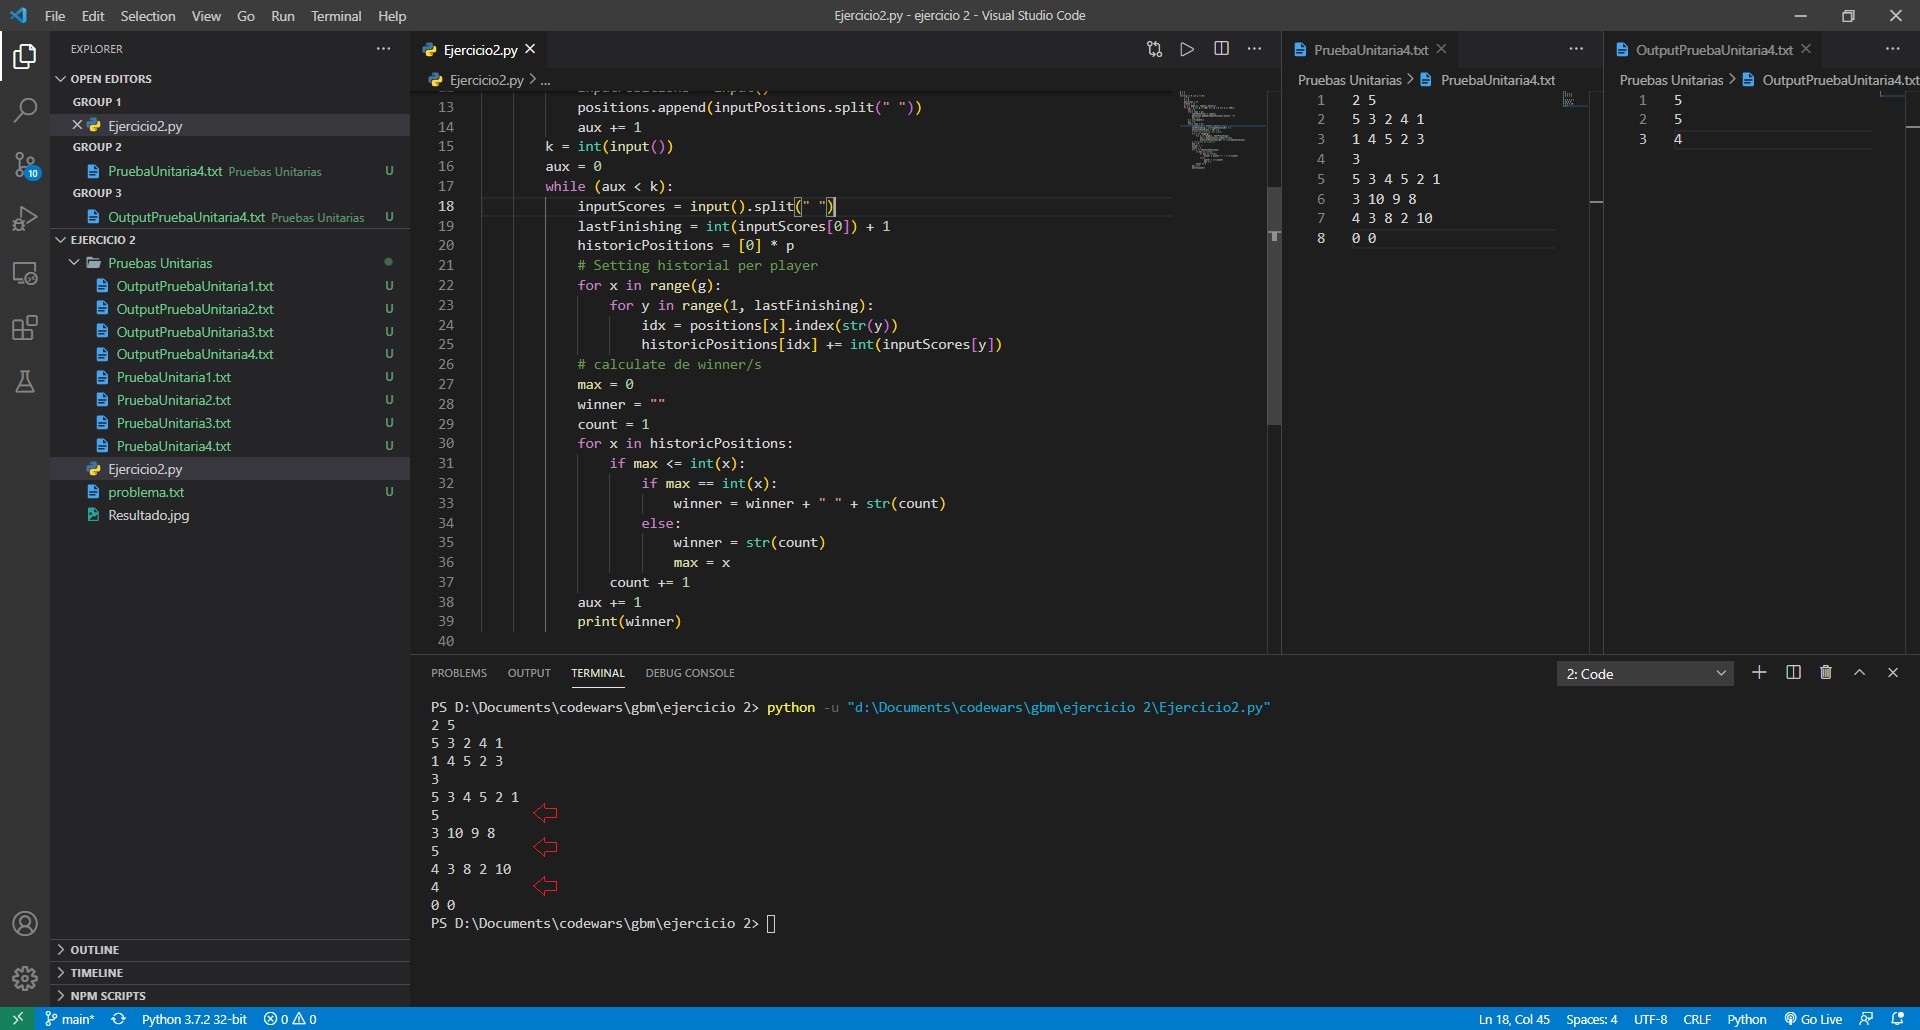 File Edit Selection View Go Run Terminal Help
Ejercicio2.py - ejercicio 2 - Visual Studio Code
EXPLORER
OPEN EDITORS
GROUP 1
Ejercicio2.py
GROUP 2
PruebaUnitaria4.txt Pruebas Unitarias U
GROUP 3
OutputPruebaUnitaria4.txt Pruebas Unitarias U
EJERCICIO 2
Pruebas Unitarias
OutputPruebaUnitaria1.txt U
OutputPruebaUnitaria2.txt U
OutputPruebaUnitaria3.txt U
OutputPruebaUnitaria4.txt U
PruebaUnitaria1.txt U
PruebaUnitaria2.txt U
PruebaUnitaria3.txt U
PruebaUnitaria4.txt U
Ejercicio2.py
problema.txt U
Resultado.jpg
OUTLINE
TIMELINE
NPM SCRIPTS
10
Ejercicio2.py
Ejercicio2.py > ...
13 positions.append(inputPositions.split(" "))
14 aux += 1
15 k = int(input())
16 aux = 0
17 while (aux < k):
18 inputScores = input().split(" ")
19 lastFinishing = int(inputScores[0]) + 1
20 historicPositions = [0] * p
21 # Setting historial per player
22 for x in range(g):
23 for y in range(1, lastFinishing):
24 idx = positions[x].index(str(y))
25 historicPositions[idx] += int(inputScores[y])
26 # calculate de winner/s
27 max = 0
28 winner = ""
29 count = 1
30 for x in historicPositions:
31 if max <= int(x):
32 if max == int(x):
33 winner = winner + " " + str(count)
34 else:
35 winner = str(count)
36 max = x
37 count += 1
38 aux += 1
39 print(winner)
40
PruebaUnitaria4.txt
Pruebas Unitarias > PruebaUnitaria4.txt
1 2 5
2 5 3 2 4 1
3 1 4 5 2 3
4 3
5 5 3 4 5 2 1
6 3 10 9 8
7 4 3 8 2 10
8 0 0
OutputPruebaUnitaria4.txt
Pruebas Unitarias > OutputPruebaUnitaria4.txt
1 5
2 5
3 4
PROBLEMS OUTPUT TERMINAL DEBUG CONSOLE
2: Code
PS D:\Documents\codewars\gbm\ejercicio 2> python -u "d:\Documents\codewars\gbm\ejercicio 2\Ejercicio2.py"
2 5
5 3 2 4 1
1 4 5 2 3
3
5 3 4 5 2 1
5
3 10 9 8
5
4 3 8 2 10
4
0 0
PS D:\Documents\codewars\gbm\ejercicio 2>
main* Python 3.7.2 32-bit 0 0
Ln 18, Col 45 Spaces: 4 UTF-8 CRLF Python Go Live